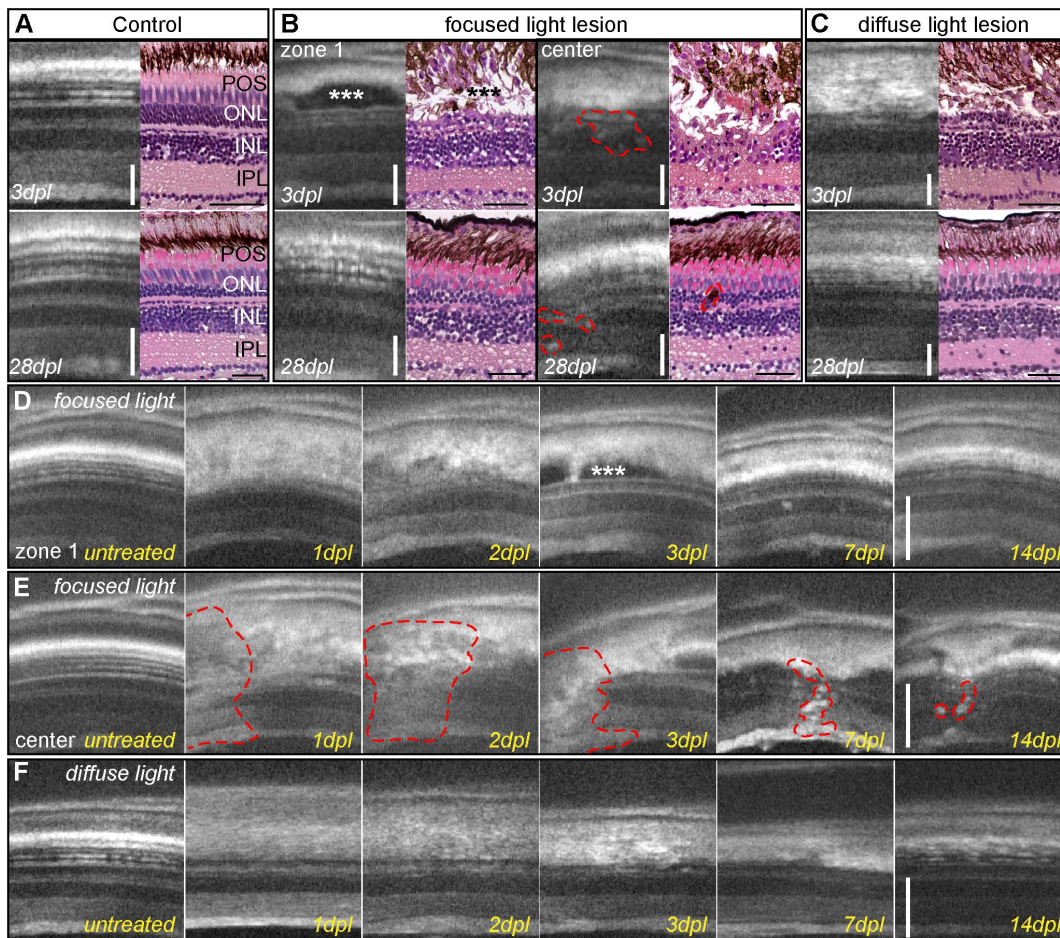 A Control
B focused light lesion
C diffuse light lesion
zone 1
center
***
***
POS
ONL
INL
IPL
3dpl
3dpl
3dpl
3dpl
POS
ONL
INL
IPL
28dpl
28dpl
28dpl
28dpl
D focused light
***
zone 1 untreated
1dpl
2dpl
3dpl
7dpl
14dpl
E focused light
center untreated
1dpl
2dpl
3dpl
7dpl
14dpl
F diffuse light
untreated
1dpl
2dpl
3dpl
7dpl
14dpl